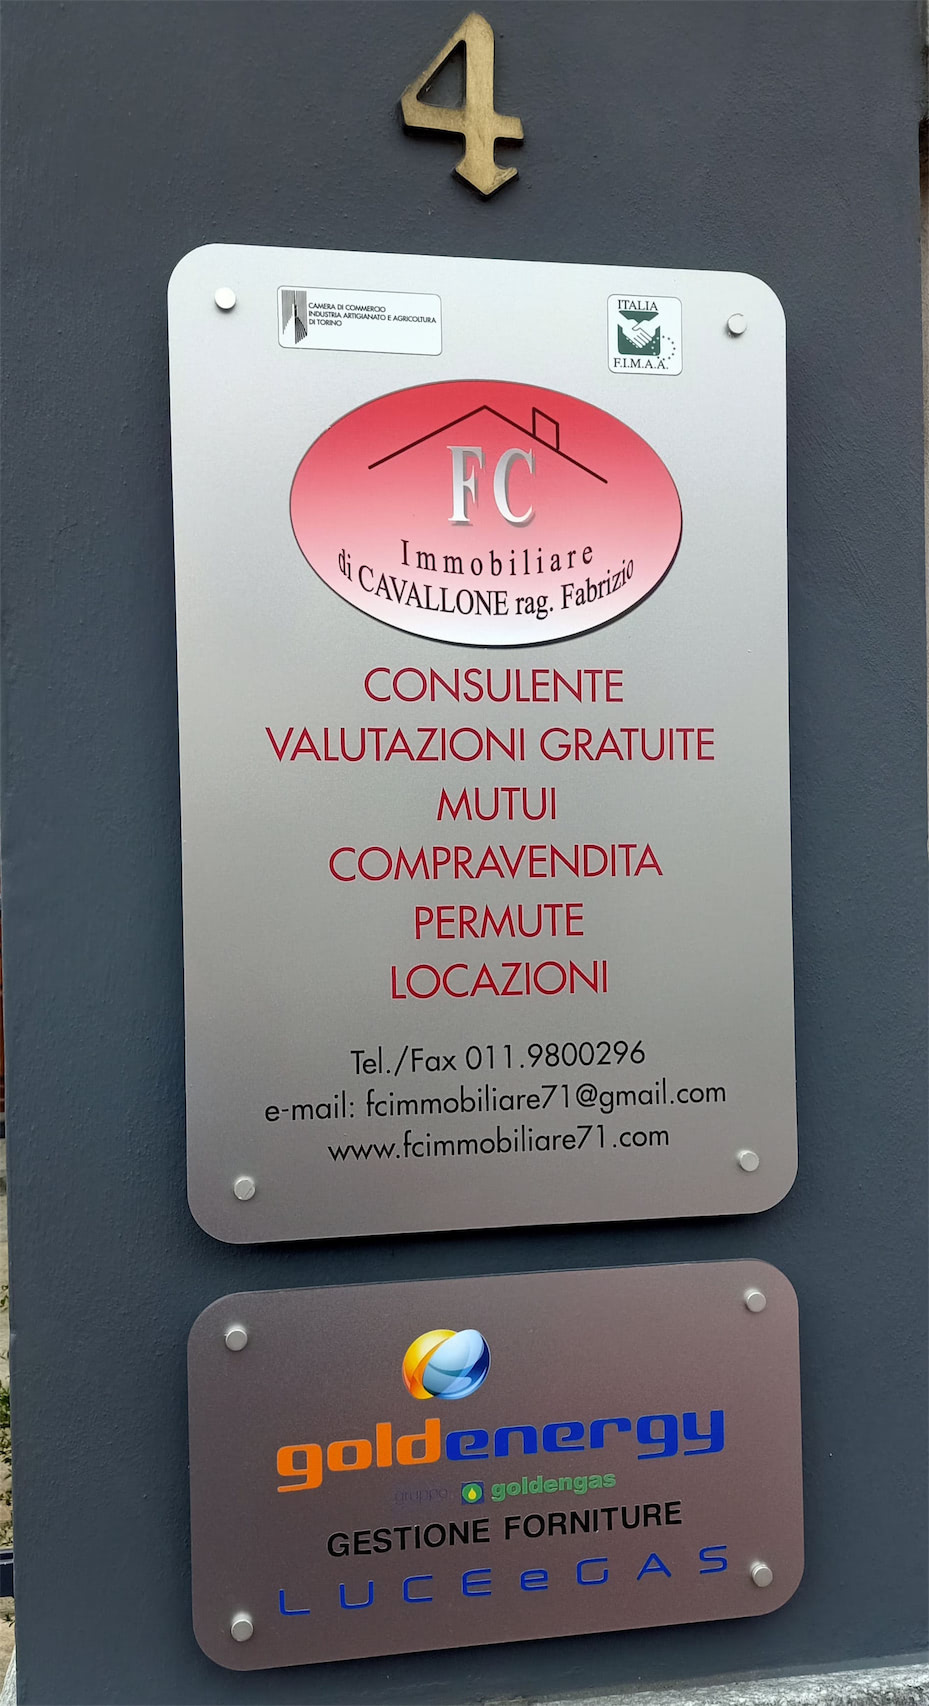 4
CAMERA DI COMMERCIO
INDUSTRIA, ARTIGIANATO E AGRICOLTURA
DI TORINO
ITALIA
F.I.M.A.A.
FC
Immobiliare
di CAVALLONE rag. Fabrizio
CONSULENTE
VALUTAZIONI GRATUITE
MUTUI
COMPRAVENDITA
PERMUTE
LOCAZIONI
Tel./Fax 011.9800296
e-mail: fcimmobiliare71@gmail.com
www.fcimmobiliare71.com
goldenergy
gruppo goldengas
GESTIONE FORNITURE
LUCEeGAS